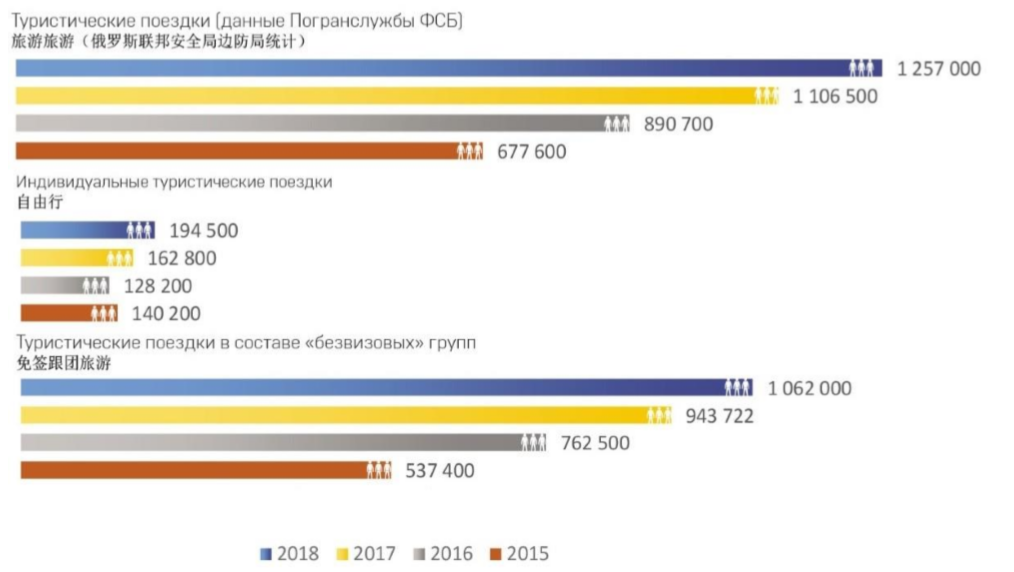 Туристические поездки (данные Погранслужбы ФСБ)
旅游旅游（俄罗斯联邦安全局边防局统计）
1 257 000
1 106 500
890 700
677 600
Индивидуальные туристические поездки
自由行
194 500
162 800
128 200
140 200
Туристические поездки в составе «безвизовых» групп
免签跟团旅游
1 062 000
943 722
762 500
537 400
2018 2017 2016 2015